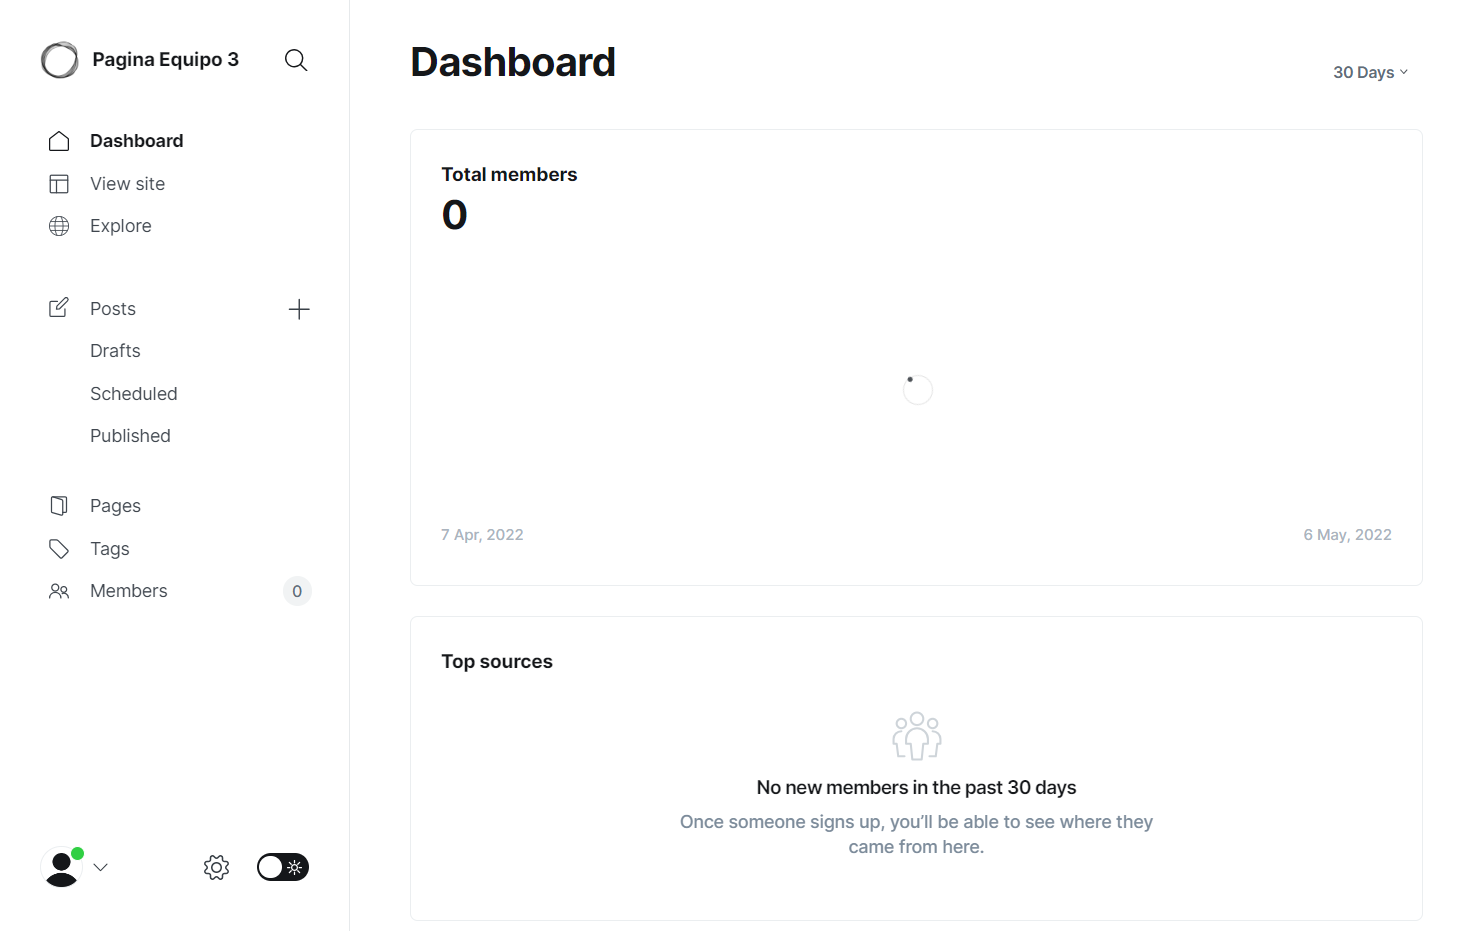 Pagina Equipo 3
Dashboard
View site
Explore
Posts
Drafts
Scheduled
Published
Pages
Tags
Members
0
Dashboard
30 Days
Total members
0
7 Apr, 2022
6 May, 2022
Top sources
No new members in the past 30 days
Once someone signs up, you’ll be able to see where they
came from here.